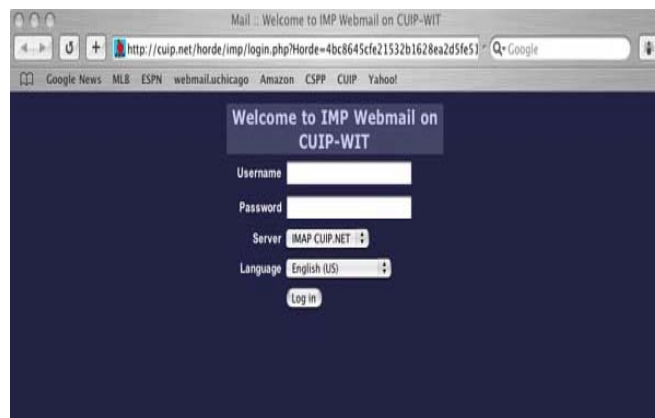 Mail :: Welcome to IMP Webmail on CUIP-WIT
http://cuip.net/horde/imp/login.php?Horde=4bc8645cfe21532b1628ea2d5fe51
Google
Google News MLB ESPN webmail.uchicago Amazon CSPP CUIP Yahoo!
Welcome to IMP Webmail on
CUIP-WIT
Username
Password
Server IMAP CUIP.NET
Language English (US)
Log in